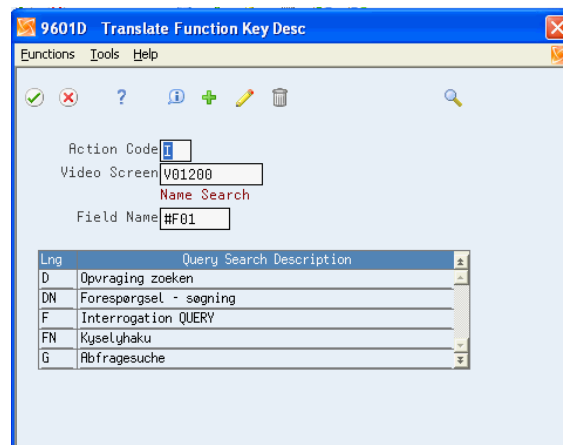 9601D Translate Function Key Desc
Functions Tools Help
Action Code I
Video Screen V01200
Name Search
Field Name #F01
Lng Query Search Description
D Opvraging zoeken
DN Forespørgsel - søgning
F Interrogation QUERY
FN Kyselyhaku
G Abfragesuche